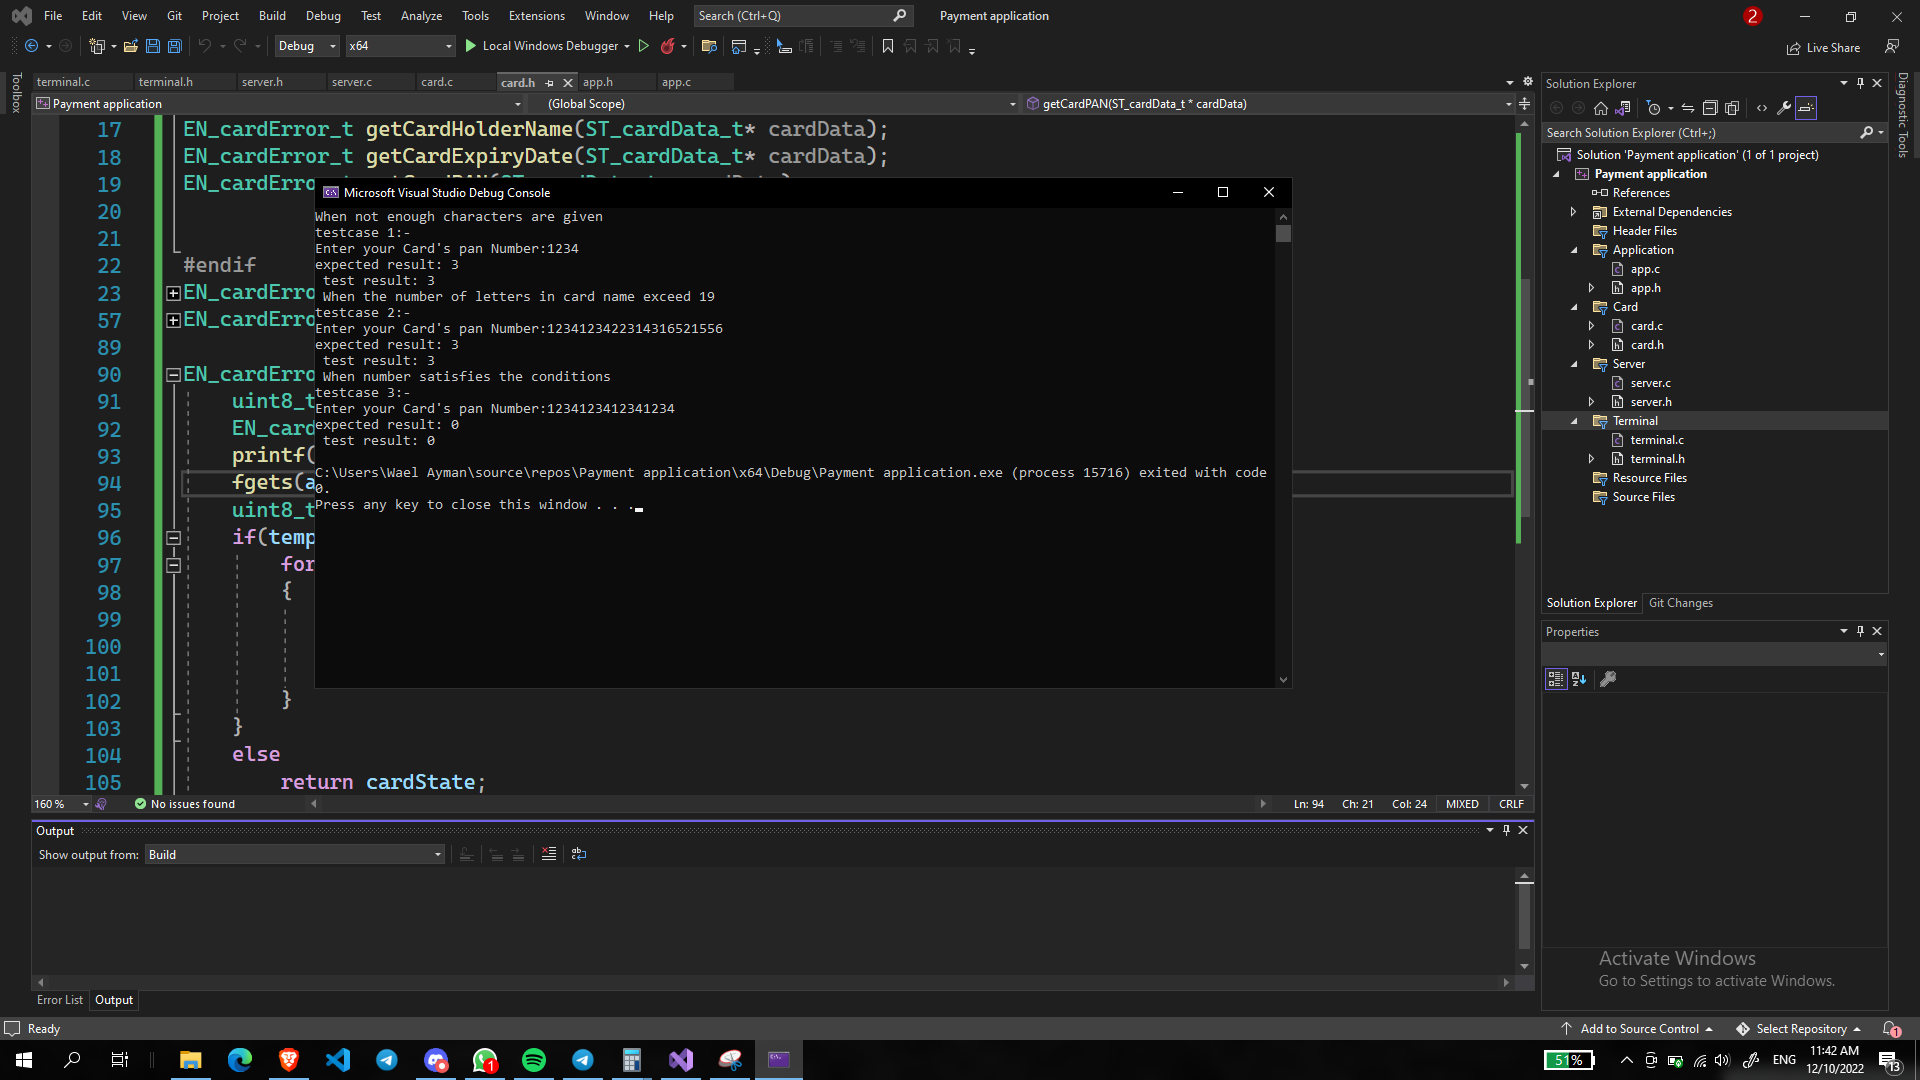 File Edit View Git Project Build Debug Test Analyze Tools Extensions Window Help Search (Ctrl+Q) Payment application 2
Debug x64 Local Windows Debugger Live Share
Toolbox
terminal.c terminal.h server.h server.c card.c card.h app.h app.c
Payment application (Global Scope) getCardPAN(ST_cardData_t * cardData)
17 EN_cardError_t getCardHolderName(ST_cardData_t* cardData);
18 EN_cardError_t getCardExpiryDate(ST_cardData_t* cardData);
19 EN_cardErro
20
21
22 #endif
23 EN_cardErro
57 EN_cardErro
89
90 EN_cardErro
91 uint8_t
92 EN_card
93 printf(
94 fgets(a
95 uint8_t
96 if(temp
97 for
98 {
99
100
101
102 }
103 }
104 else
105 return cardState;
Microsoft Visual Studio Debug Console
When not enough characters are given
testcase 1:-
Enter your Card's pan Number:1234
expected result: 3
test result: 3
When the number of letters in card name exceed 19
testcase 2:-
Enter your Card's pan Number:1234123422314316521556
expected result: 3
test result: 3
When number satisfies the conditions
testcase 3:-
Enter your Card's pan Number:1234123412341234
expected result: 0
test result: 0
C:\Users\Wael Ayman\source\repos\Payment application\x64\Debug\Payment application.exe (process 15716) exited with code
0.
Press any key to close this window . . .
160 % No issues found Ln: 94 Ch: 21 Col: 24 MIXED CRLF
Output
Show output from: Build
Error List Output
Solution Explorer
Search Solution Explorer (Ctrl+;)
Solution 'Payment application' (1 of 1 project)
Payment application
References
External Dependencies
Header Files
Application
app.c
app.h
Card
card.c
card.h
Server
server.c
server.h
Terminal
terminal.c
terminal.h
Resource Files
Source Files
Solution Explorer Git Changes
Properties
Diagnostic Tools
Activate Windows
Go to Settings to activate Windows.
Ready Add to Source Control Select Repository 1
1 51% ENG 11:42 AM
12/10/2022 13